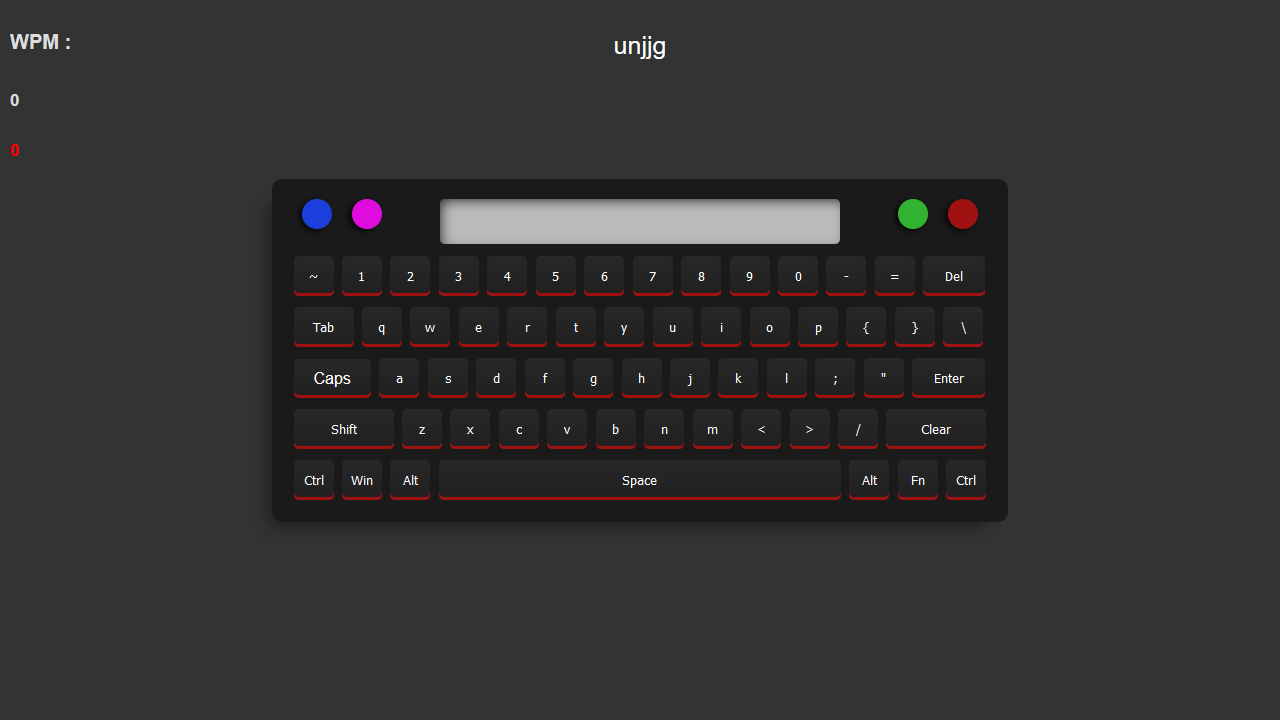 WPM :
unjjg
0
0
~ 1 2 3 4 5 6 7 8 9 0 - = Del
Tab q w e r t y u i o p { } \
Caps a s d f g h j k l ; " Enter
Shift z x c v b n m < > / Clear
Ctrl Win Alt Space Alt Fn Ctrl